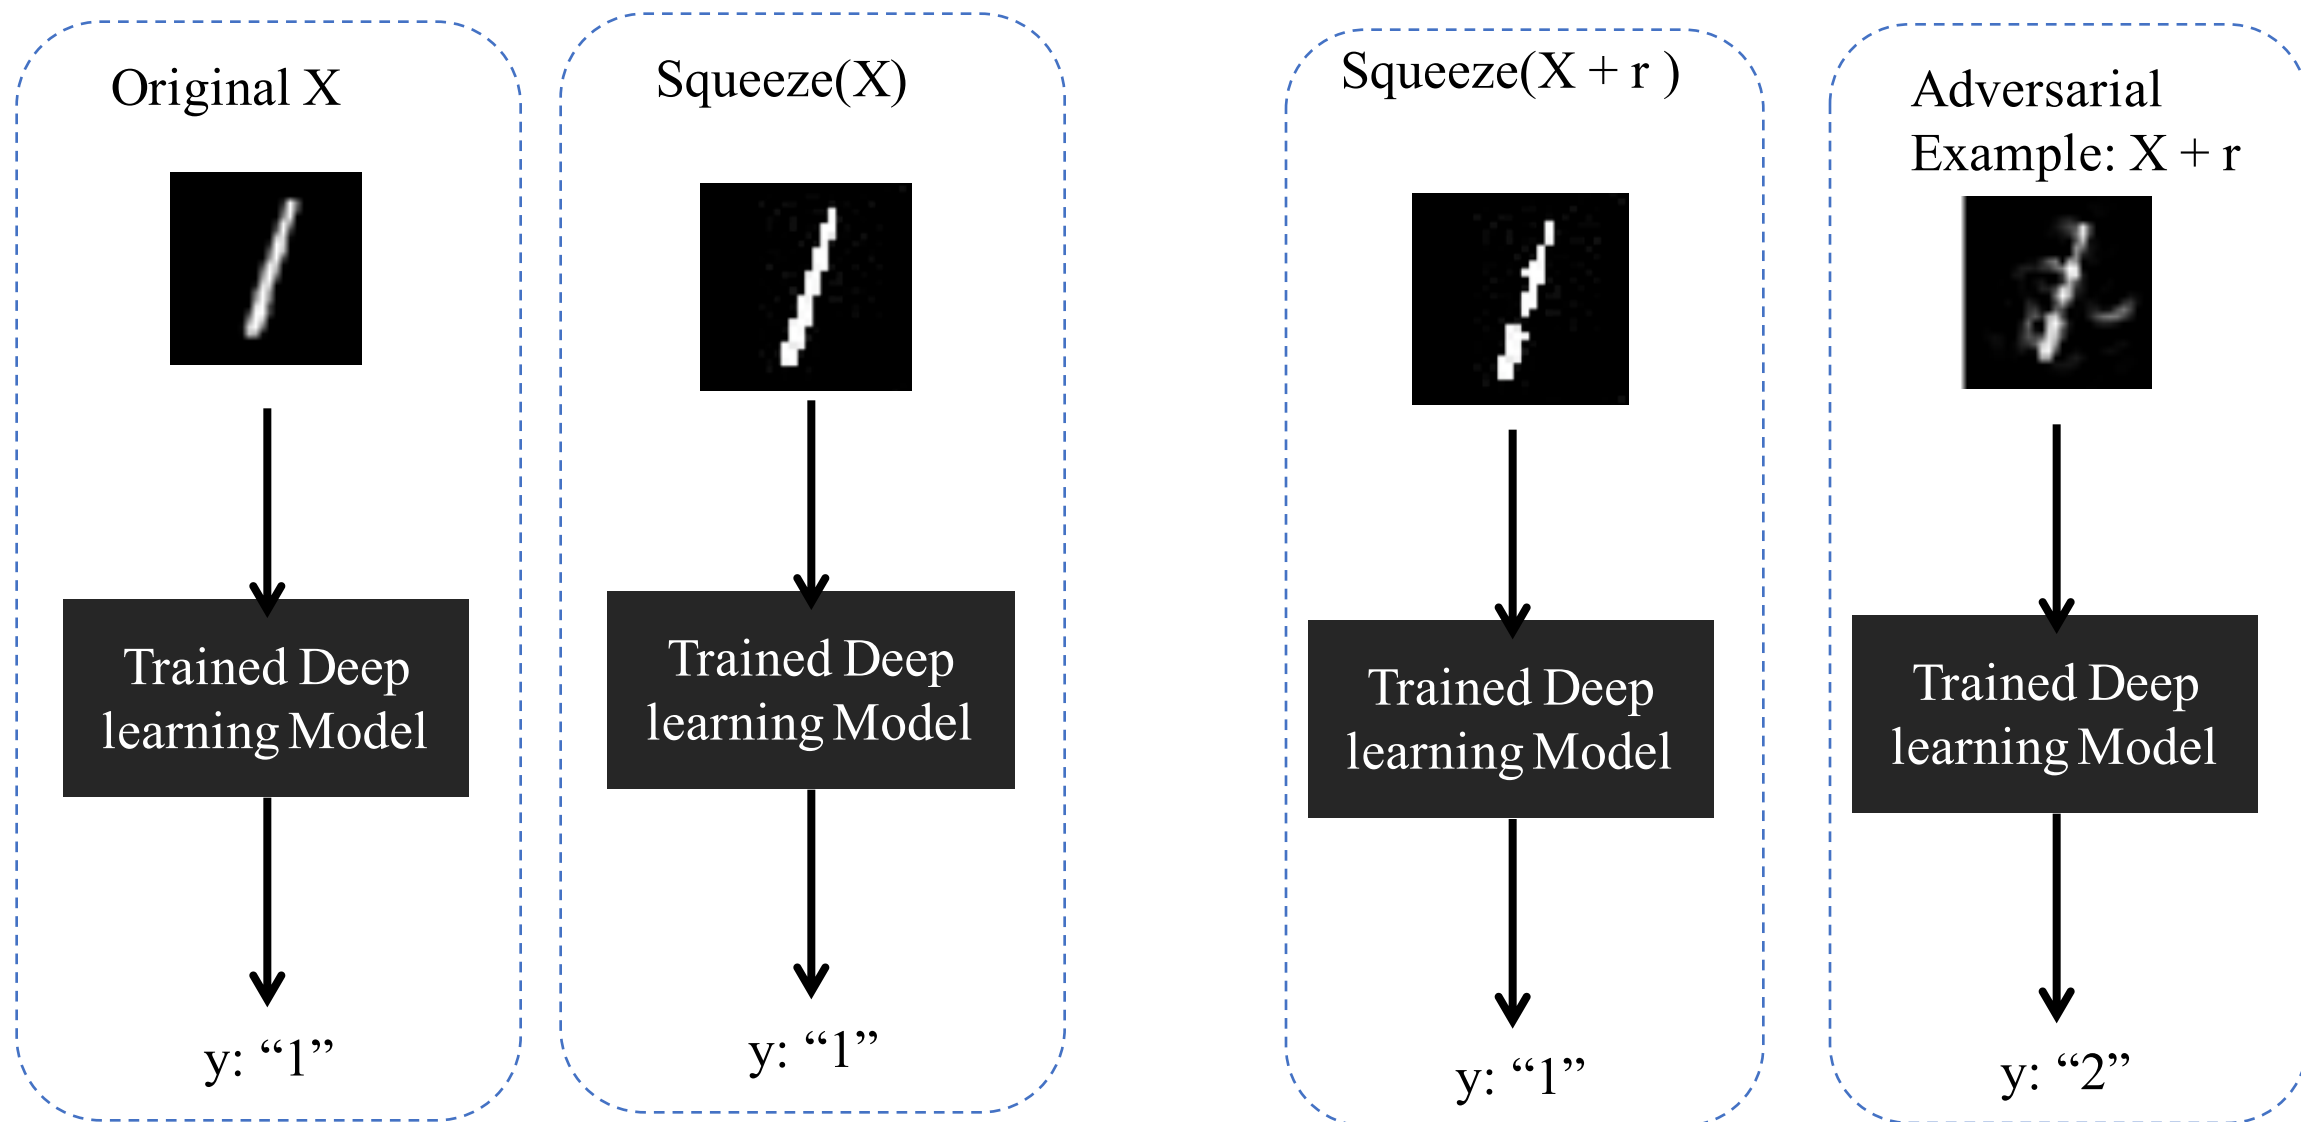 Original X
Trained Deep
learning Model
y: “1”
Squeeze(X)
Trained Deep
learning Model
y: “1”
Squeeze(X + r )
Trained Deep
learning Model
y: “1”
Adversarial
Example: X + r
Trained Deep
learning Model
y: “2”